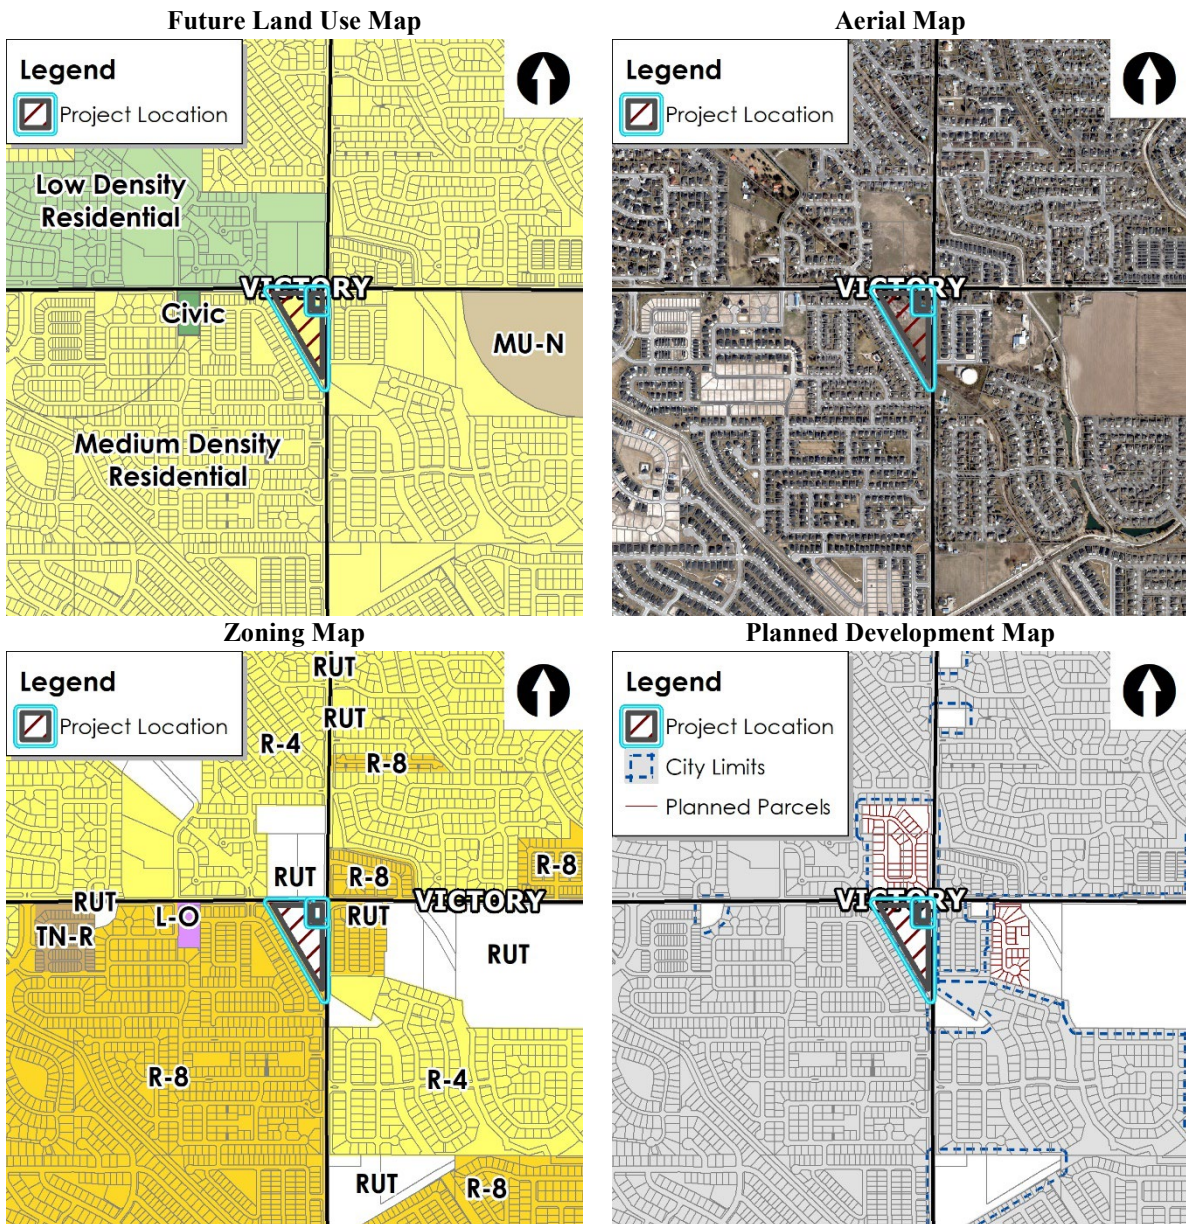 Future Land Use Map
Legend
Project Location
Low Density
Residential
VICTORY
Civic
MU-N
Medium Density
Residential
Aerial Map
Legend
Project Location
VICTORY
Zoning Map
Legend
Project Location
RUT
RUT
R-4
R-8
RUT
R-8
R-8
VICTORY
RUT
TN-R
L-O
RUT
RUT
R-8
R-4
RUT
R-8
Planned Development Map
Legend
Project Location
City Limits
Planned Parcels
VICTORY